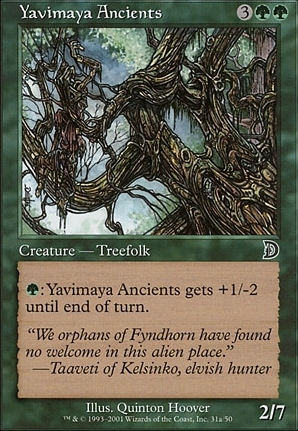 Yavimaya Ancients 3
Creature — Treefolk
D
:Yavimaya Ancients gets +1/-2
until end of turn.
“We orphans of Fyndhorn have found
no welcome in this alien place.”
—Taaveti of Kelsinko, elvish hunter
Illus. Quinton Hoover
2/7
™ & © 1993–2001 Wizards of the Coast, Inc. 31a/50